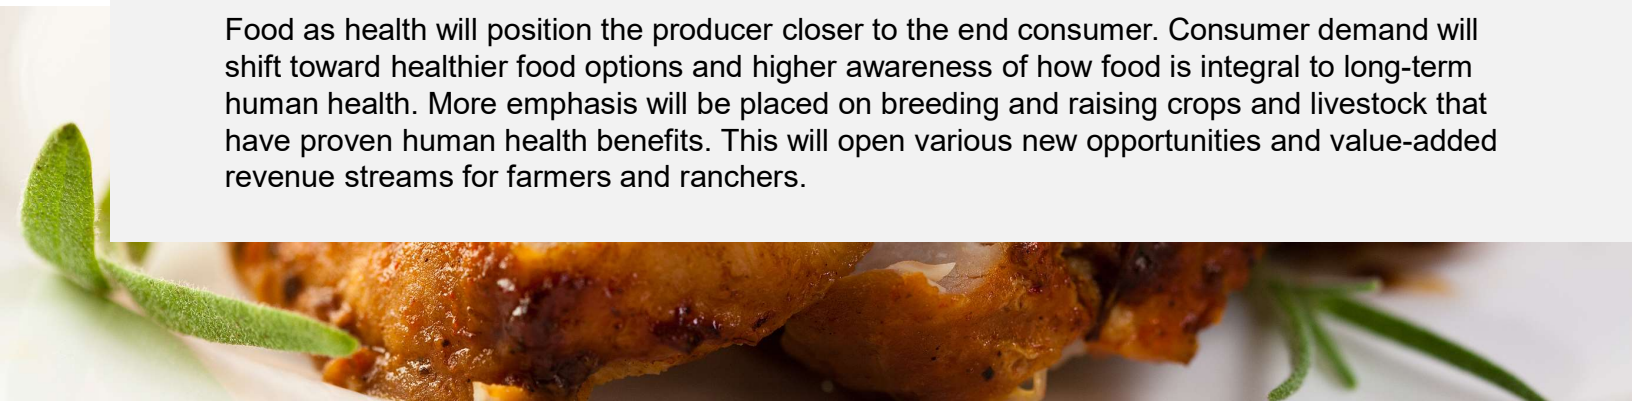 Food as health will position the producer closer to the end consumer. Consumer demand will
shift toward healthier food options and higher awareness of how food is integral to long-term
human health. More emphasis will be placed on breeding and raising crops and livestock that
have proven human health benefits. This will open various new opportunities and value-added
revenue streams for farmers and ranchers.